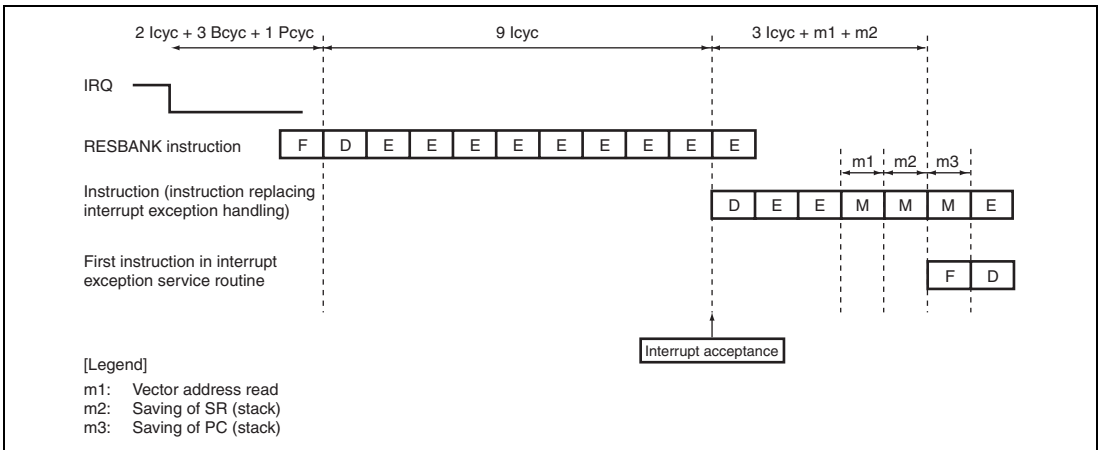 2 Icyc + 3 Bcyc + 1 Pcyc 9 Icyc 3 Icyc + m1 + m2
IRQ
RESBANK instruction F D E E E E E E E E E
m1 m2 m3
Instruction (instruction replacing
interrupt exception handling) D E E M M M E
First instruction in interrupt
exception service routine F D
Interrupt acceptance
[Legend]
m1: Vector address read
m2: Saving of SR (stack)
m3: Saving of PC (stack)